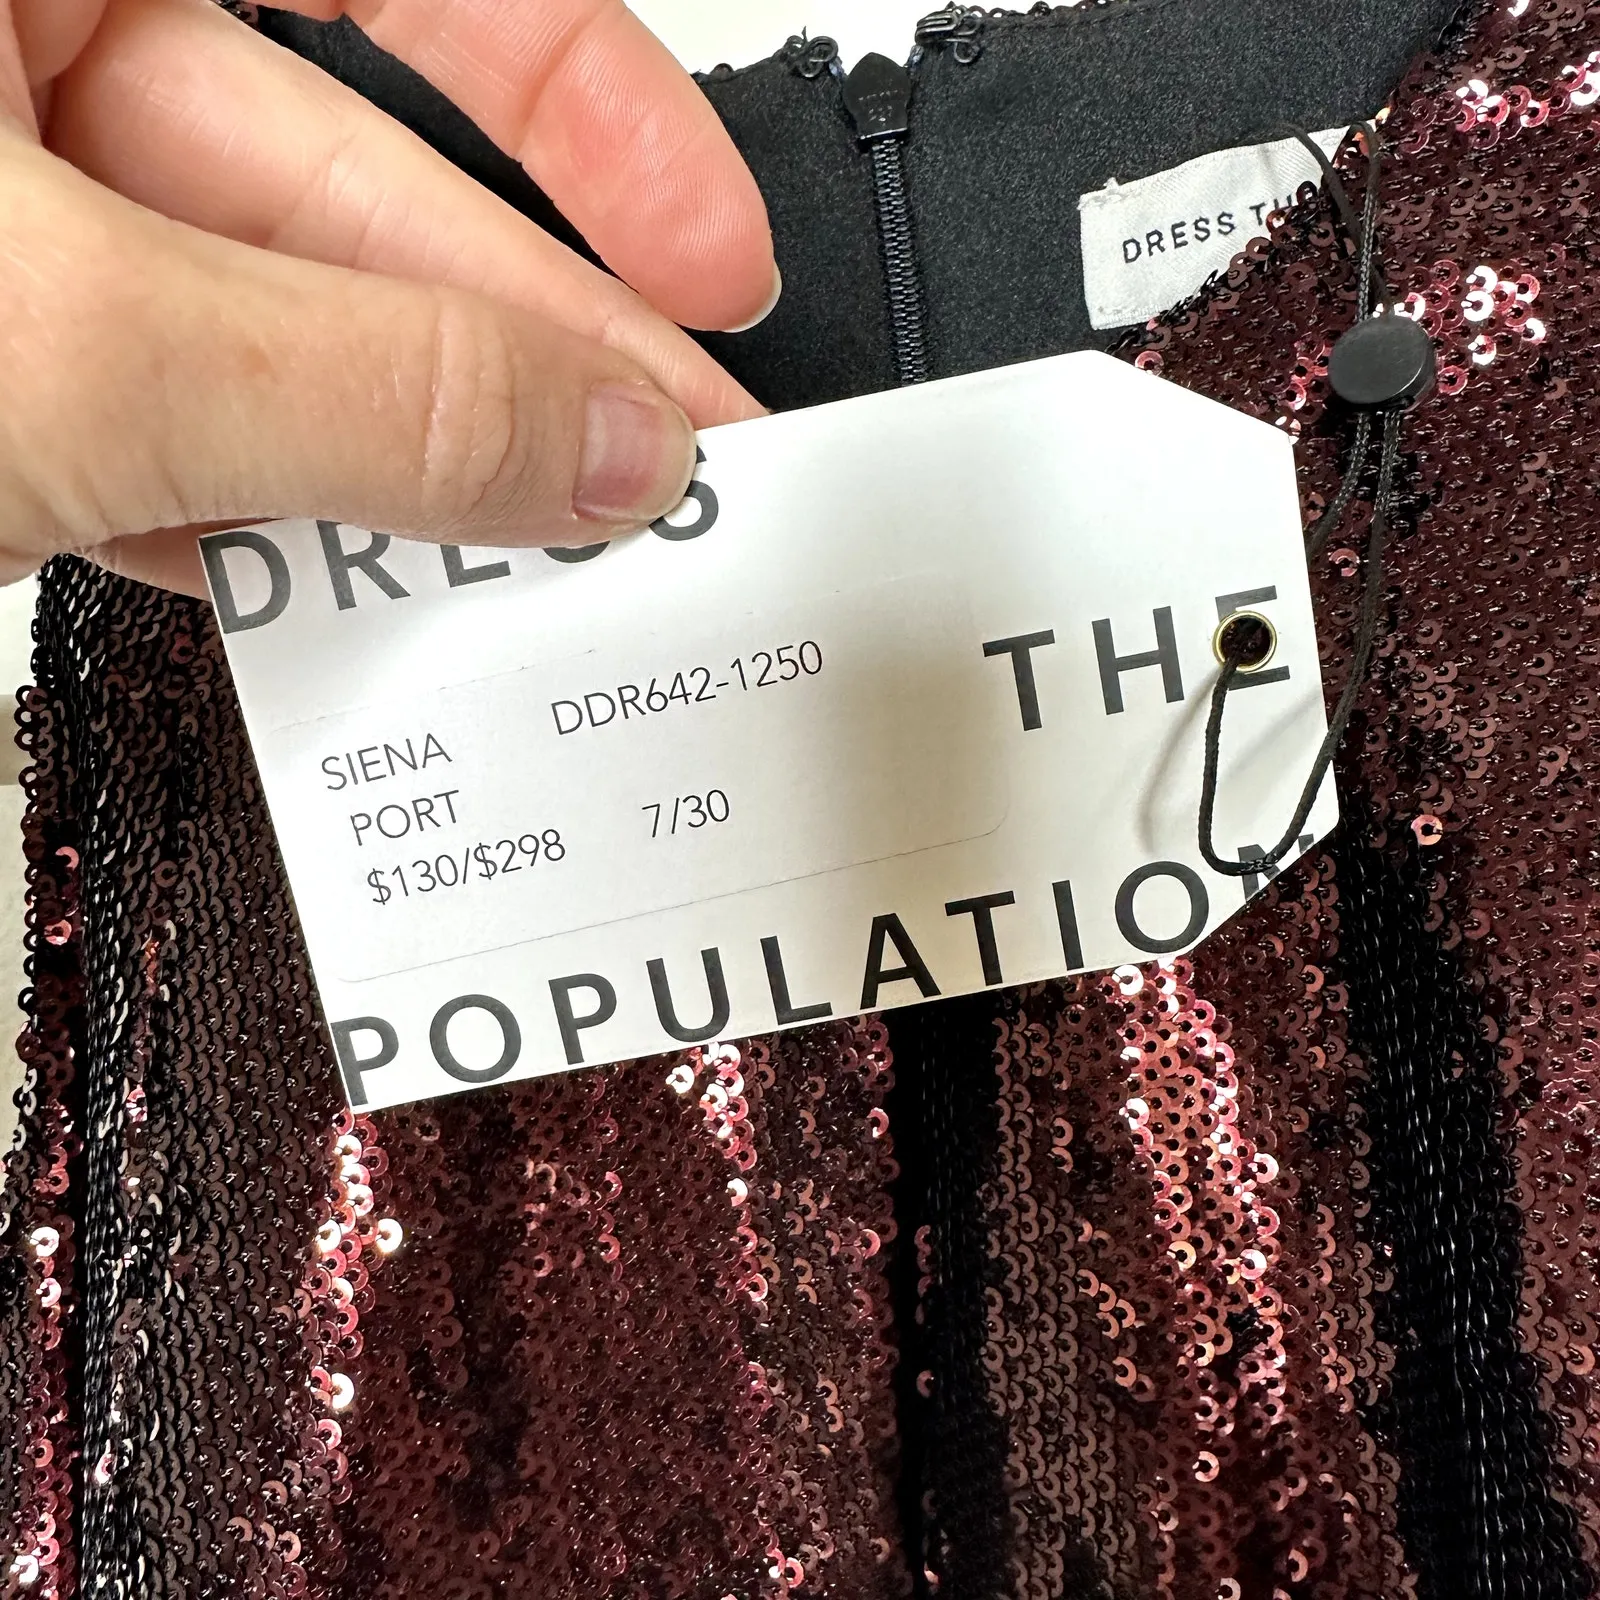 DRESS
DRESS THE
THE
DDR642-1250
SIENA
PORT
$130/$298 7/30
POPULATION